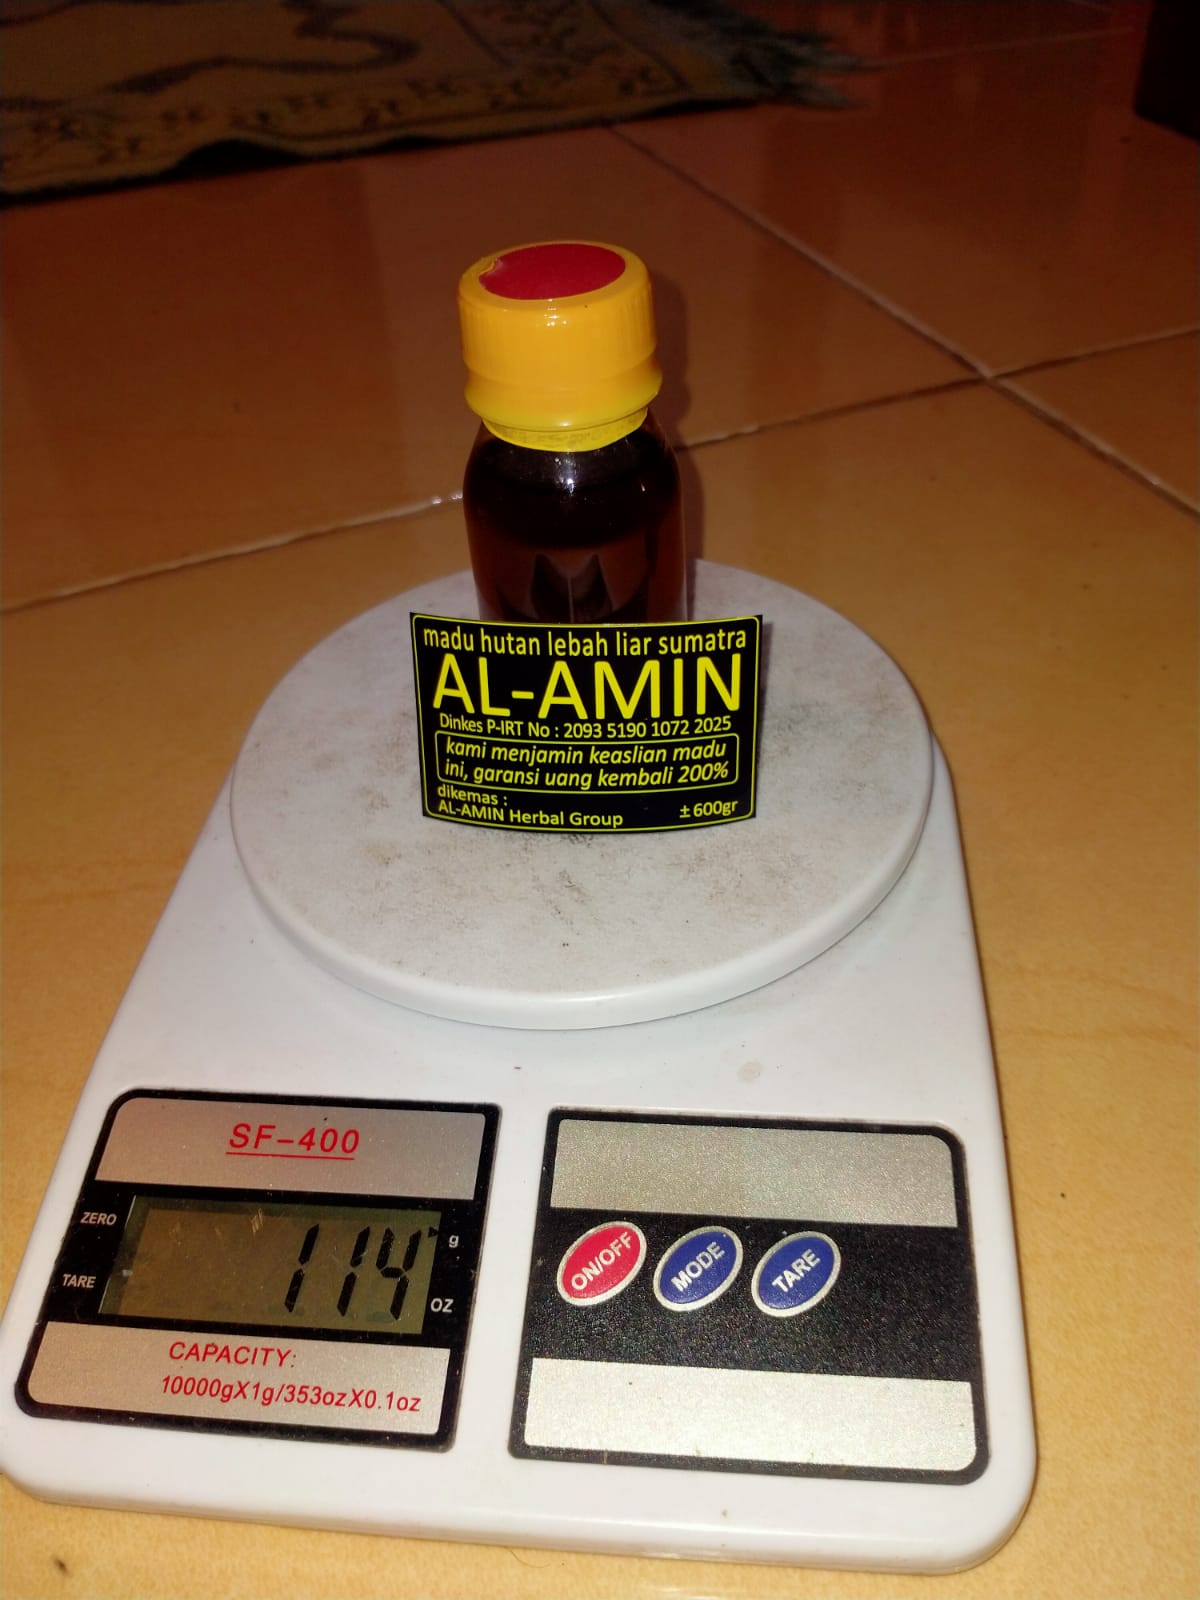 madu hutan lebah liar sumatra
AL-AMIN
Dinkes P-IRT No : 2093 5190 1072 2025
kami menjamin keaslian madu
ini, garansi uang kembali 200%
dikemas :
AL-AMIN Herbal Group ±600gr
SF-400
ZERO
TARE
114
g
OZ
CAPACITY:
10000gX1g/353ozX0.1oz
ON/OFF
MODE
TARE